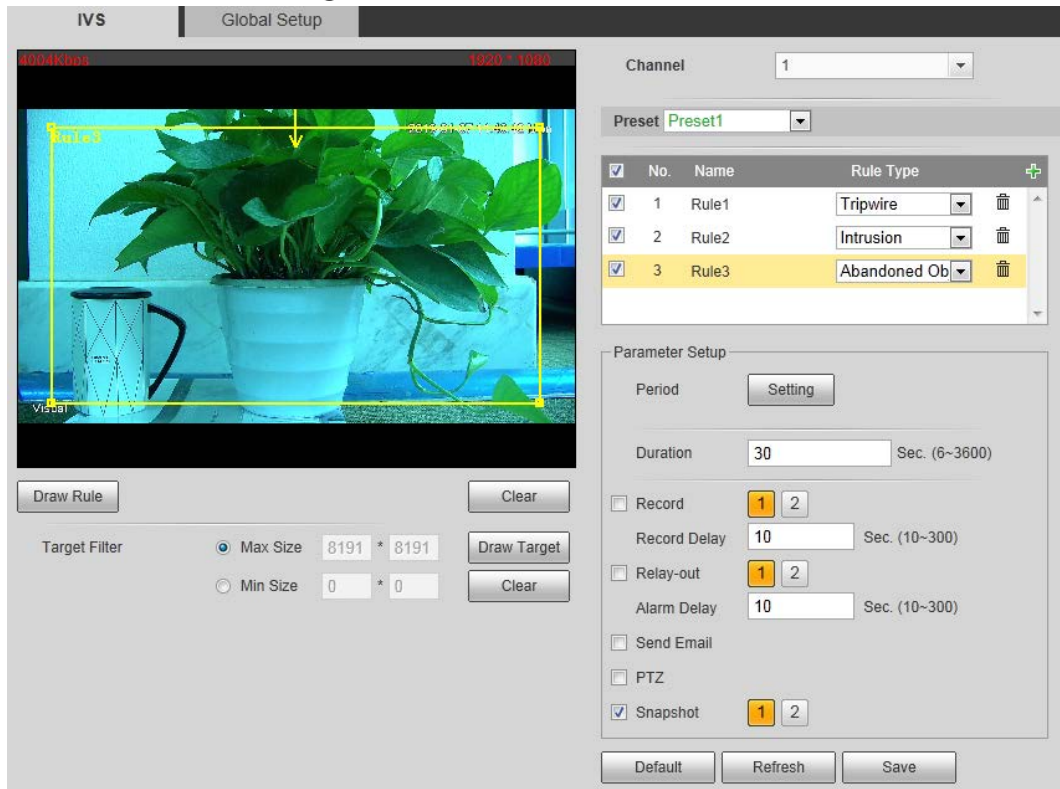 IVS Global Setup
4004Kbps 1920 * 1080
Rule3
Visual
Draw Rule Clear
Target Filter Max Size 8191 * 8191 Draw Target
Min Size 0 * 0 Clear
Channel 1
Preset Preset1
No. Name Rule Type
1 Rule1 Tripwire
2 Rule2 Intrusion
3 Rule3 Abandoned Ob
Parameter Setup
Period Setting
Duration 30 Sec. (6~3600)
Record 1 2
Record Delay 10 Sec. (10~300)
Relay-out 1 2
Alarm Delay 10 Sec. (10~300)
Send Email
PTZ
Snapshot 1 2
Default Refresh Save